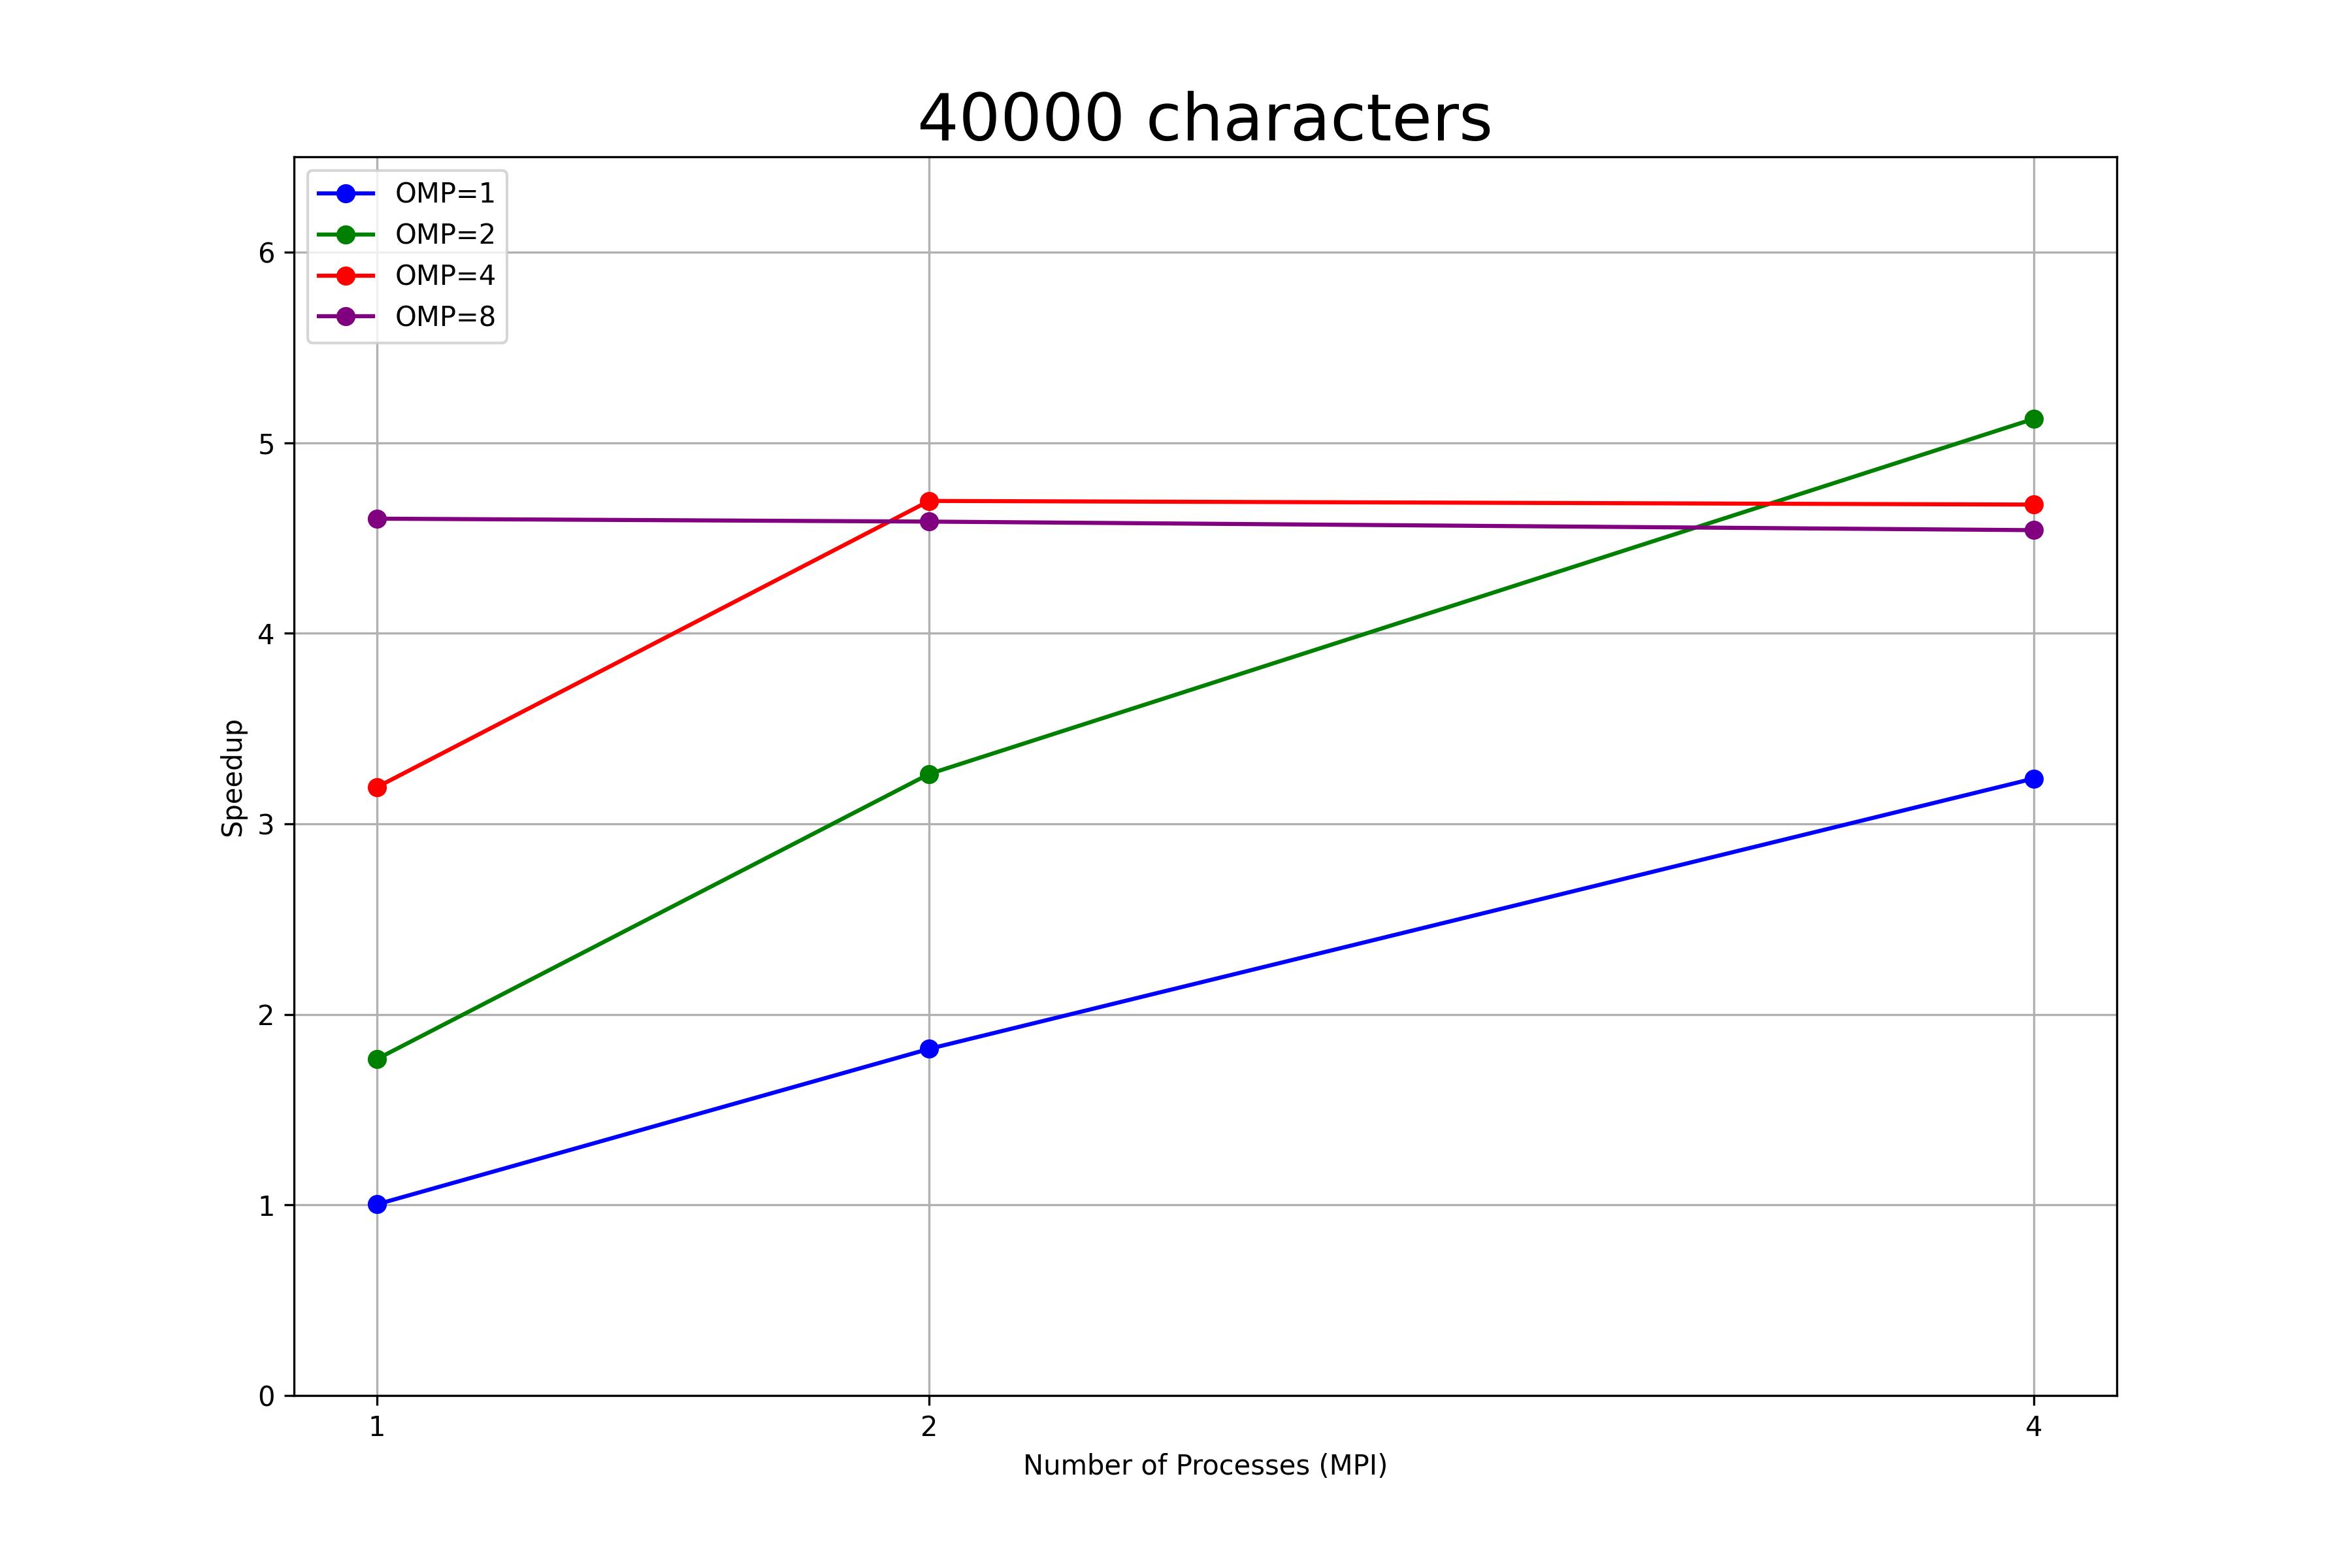 40000 characters
OMP=1
OMP=2
OMP=4
OMP=8
6
5
4
3
2
1
0
Speedup
1 2 4
Number of Processes (MPI)